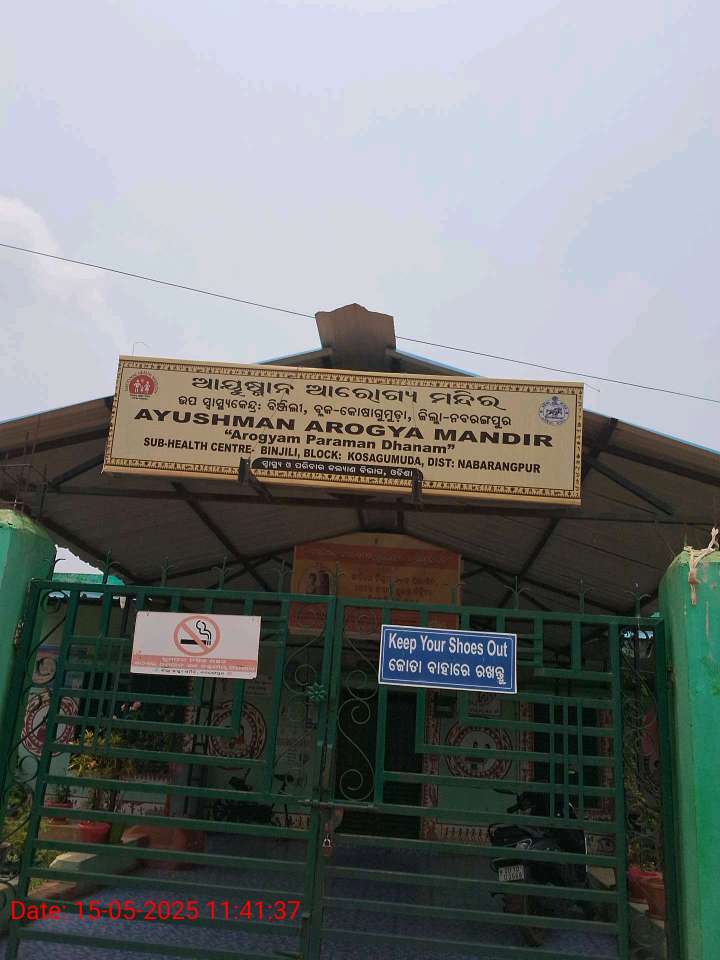 ଆୟୁଷ୍ମାନ ଆରୋଗ୍ୟ ମନ୍ଦିର
ଉପ ସ୍ୱାସ୍ଥ୍ୟକେନ୍ଦ୍ର: ବିଞ୍ଜିଲୀ, ବ୍ଲକ-କୋଷାଗୁମୁଡ଼ା, ଜିଲ୍ଲା-ନବରଙ୍ଗପୁର
AYUSHMAN AROGYA MANDIR
“Arogyam Paraman Dhanam”
SUB-HEALTH CENTRE- BINJILI, BLOCK: KOSAGUMUDA, DIST: NABARANGPUR
ସ୍ୱାସ୍ଥ୍ୟ ଓ ପରିବାର କଲ୍ୟାଣ ବିଭାଗ, ଓଡିଶା
Keep Your Shoes Out
ଜୋତା ବାହାରେ ରଖନ୍ତୁ
Date: 15-05-2025 11:41:37